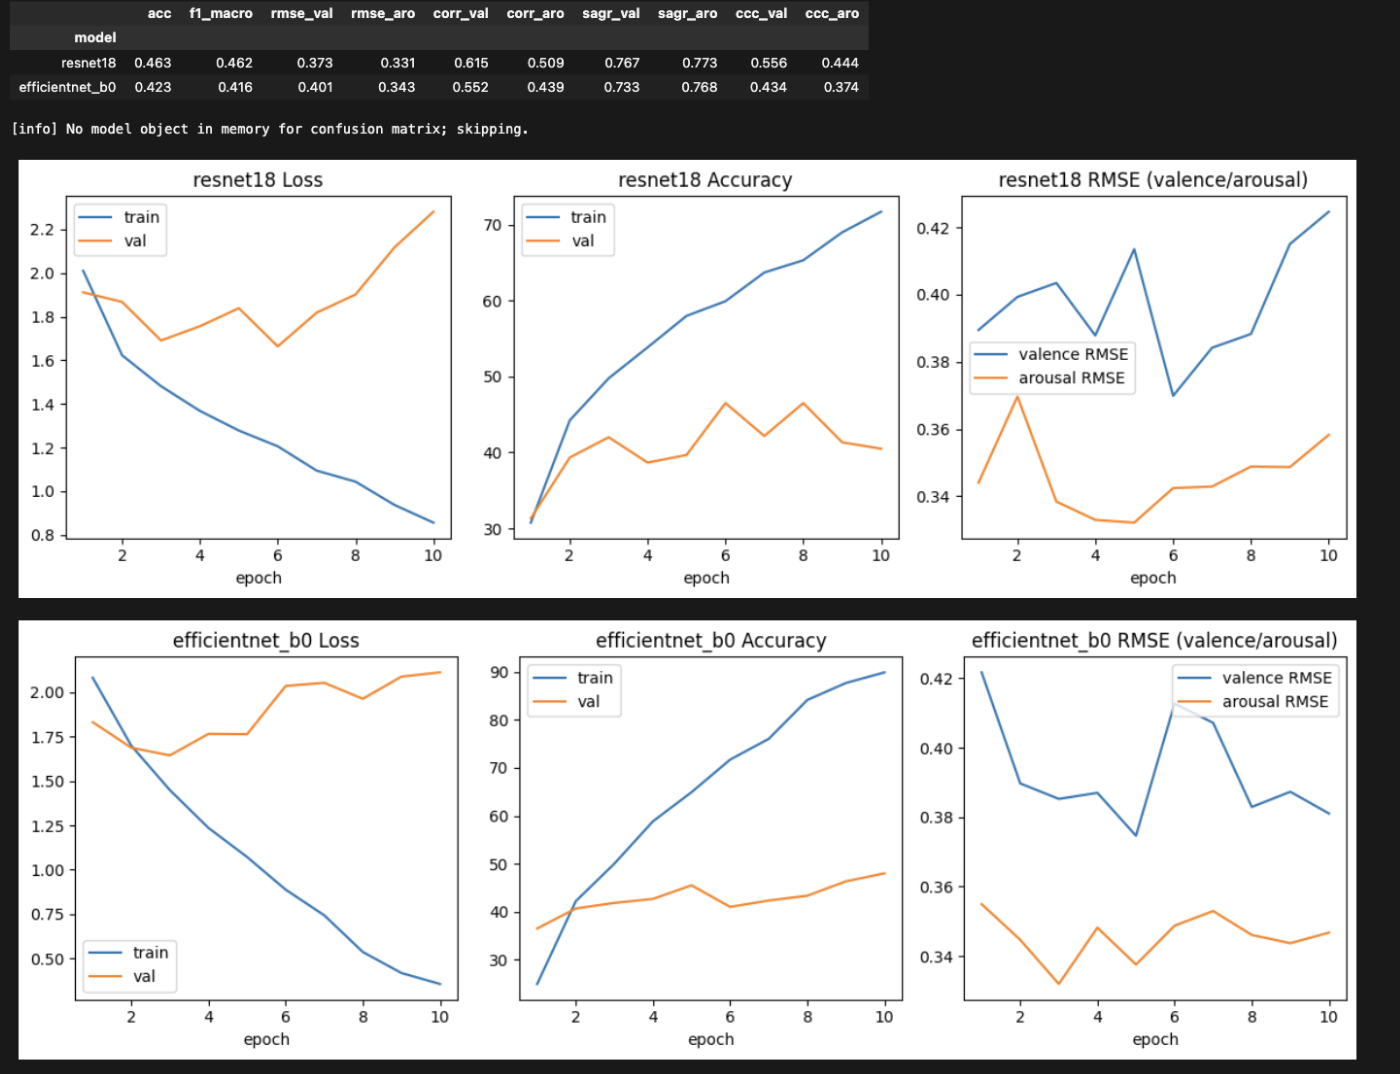 acc f1_macro rmse_val rmse_aro corr_val corr_aro sagr_val sagr_aro ccc_val ccc_aro
model
resnet18 0.463 0.462 0.373 0.331 0.615 0.509 0.767 0.773 0.556 0.444
efficientnet_b0 0.423 0.416 0.401 0.343 0.552 0.439 0.733 0.768 0.434 0.374
[info] No model object in memory for confusion matrix; skipping.
resnet18 Loss
train
val
2.2
2.0
1.8
1.6
1.4
1.2
1.0
0.8
2 4 6 8 10
epoch
resnet18 Accuracy
train
val
70
60
50
40
30
2 4 6 8 10
epoch
resnet18 RMSE (valence/arousal)
0.42
0.40
0.38
valence RMSE
arousal RMSE
0.36
0.34
2 4 6 8 10
epoch
efficientnet_b0 Loss
2.00
1.75
1.50
1.25
1.00
0.75
0.50
train
val
2 4 6 8 10
epoch
efficientnet_b0 Accuracy
train
val
90
80
70
60
50
40
30
2 4 6 8 10
epoch
efficientnet_b0 RMSE (valence/arousal)
valence RMSE
arousal RMSE
0.42
0.40
0.38
0.36
0.34
2 4 6 8 10
epoch